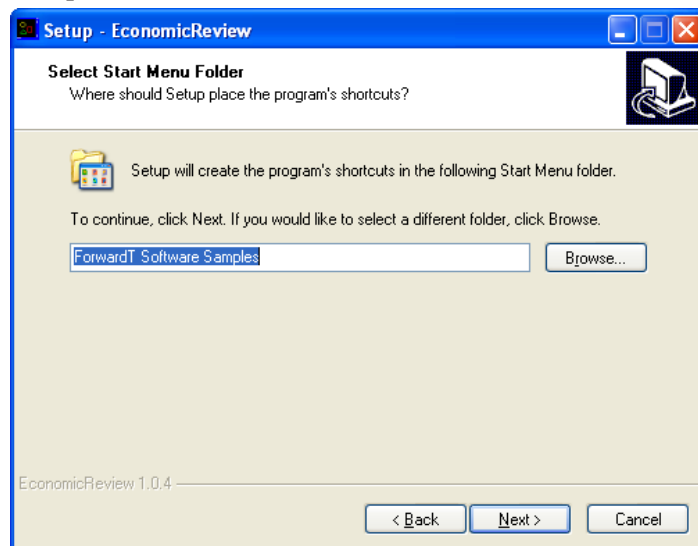 Setup - EconomicReview
Select Start Menu Folder
Where should Setup place the program's shortcuts?
Setup will create the program's shortcuts in the following Start Menu folder.
To continue, click Next. If you would like to select a different folder, click Browse.
ForwardT Software Samples
Browse...
EconomicReview 1.0.4
< Back
Next >
Cancel